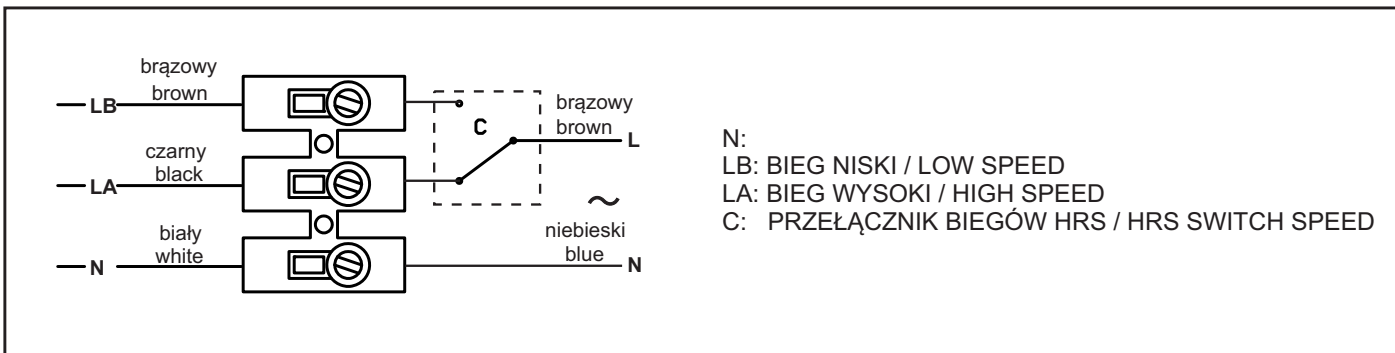 brązowy
brown
LB
czarny
black
LA
biały
white
N
C
brązowy
brown
L
~
niebieski
blue
N
N:
LB: BIEG NISKI / LOW SPEED
LA: BIEG WYSOKI / HIGH SPEED
C: PRZEŁĄCZNIK BIEGÓW HRS / HRS SWITCH SPEED